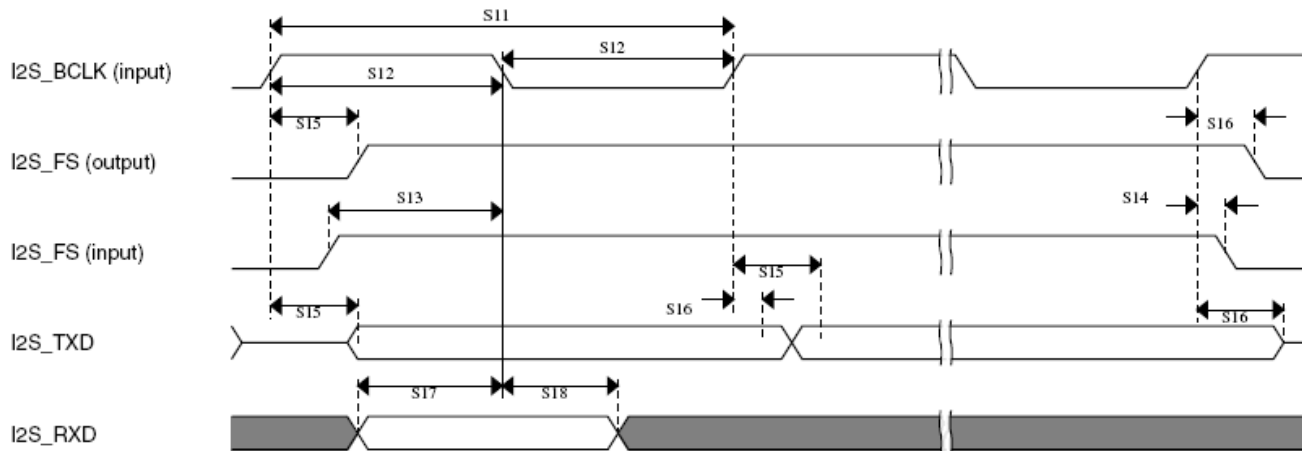 S11
I2S_BCLK (input)
S12
S12
S15
S16
I2S_FS (output)
S13
S14
I2S_FS (input)
S15
S15
S16
S16
I2S_TXD
S17
S18
I2S_RXD